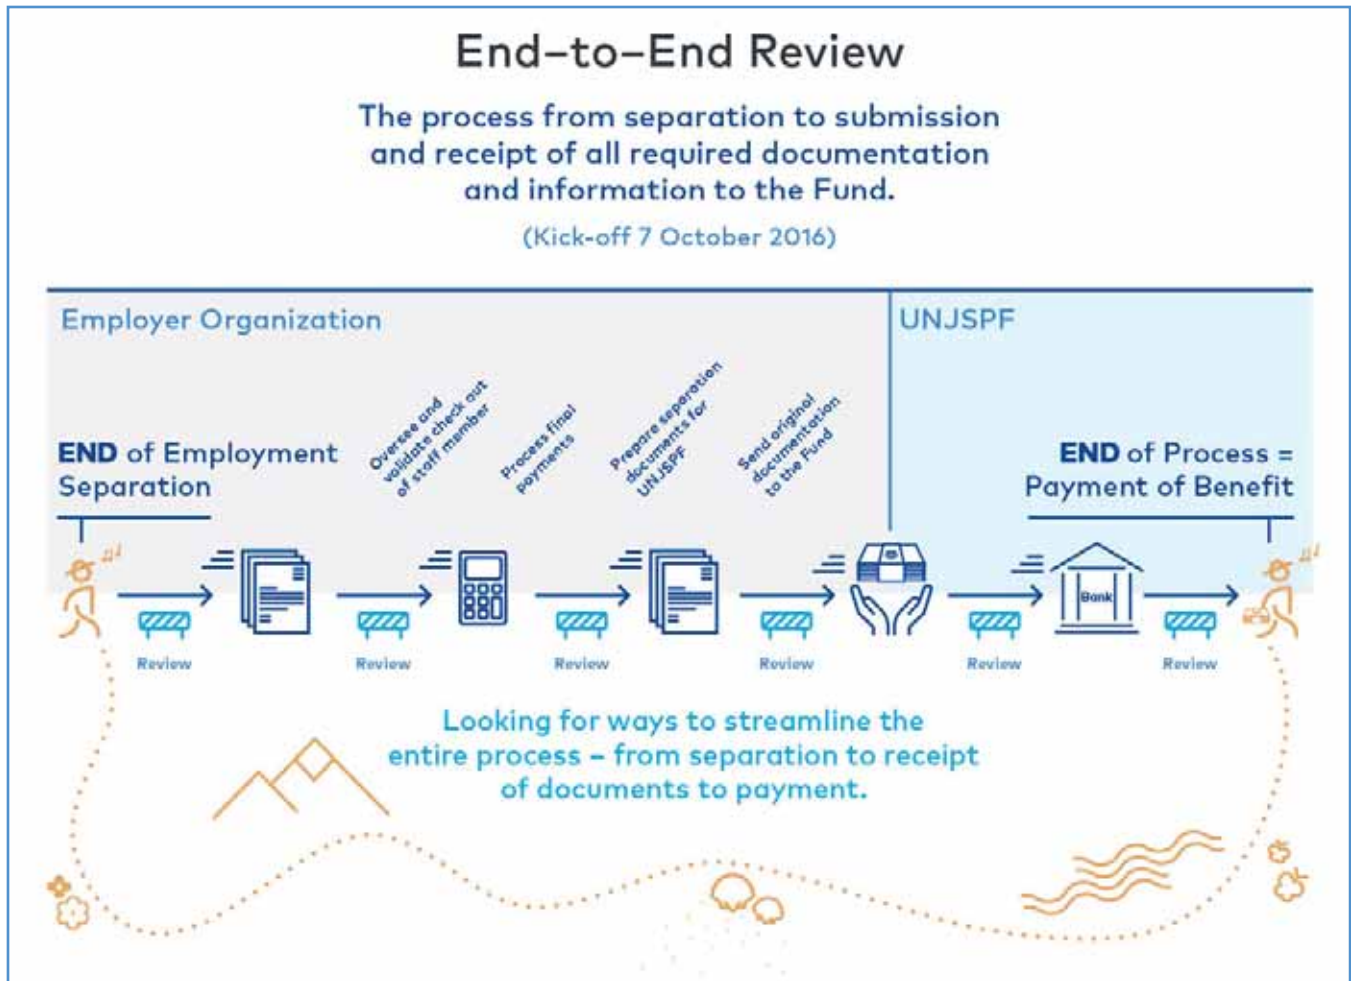 End–to–End Review
The process from separation to submission
and receipt of all required documentation
and information to the Fund.
(Kick-off 7 October 2016)
Employer Organization
UNJSPF
END of Employment
Separation
Oversee and
validate check out
of staff member
Process final
payments
Prepare separation
documents for
UNJSPF
Send original
documentation
to the Fund
END of Process =
Payment of Benefit
Bank
Review
Review
Review
Review
Review
Review
Looking for ways to streamline the
entire process – from separation to receipt
of documents to payment.